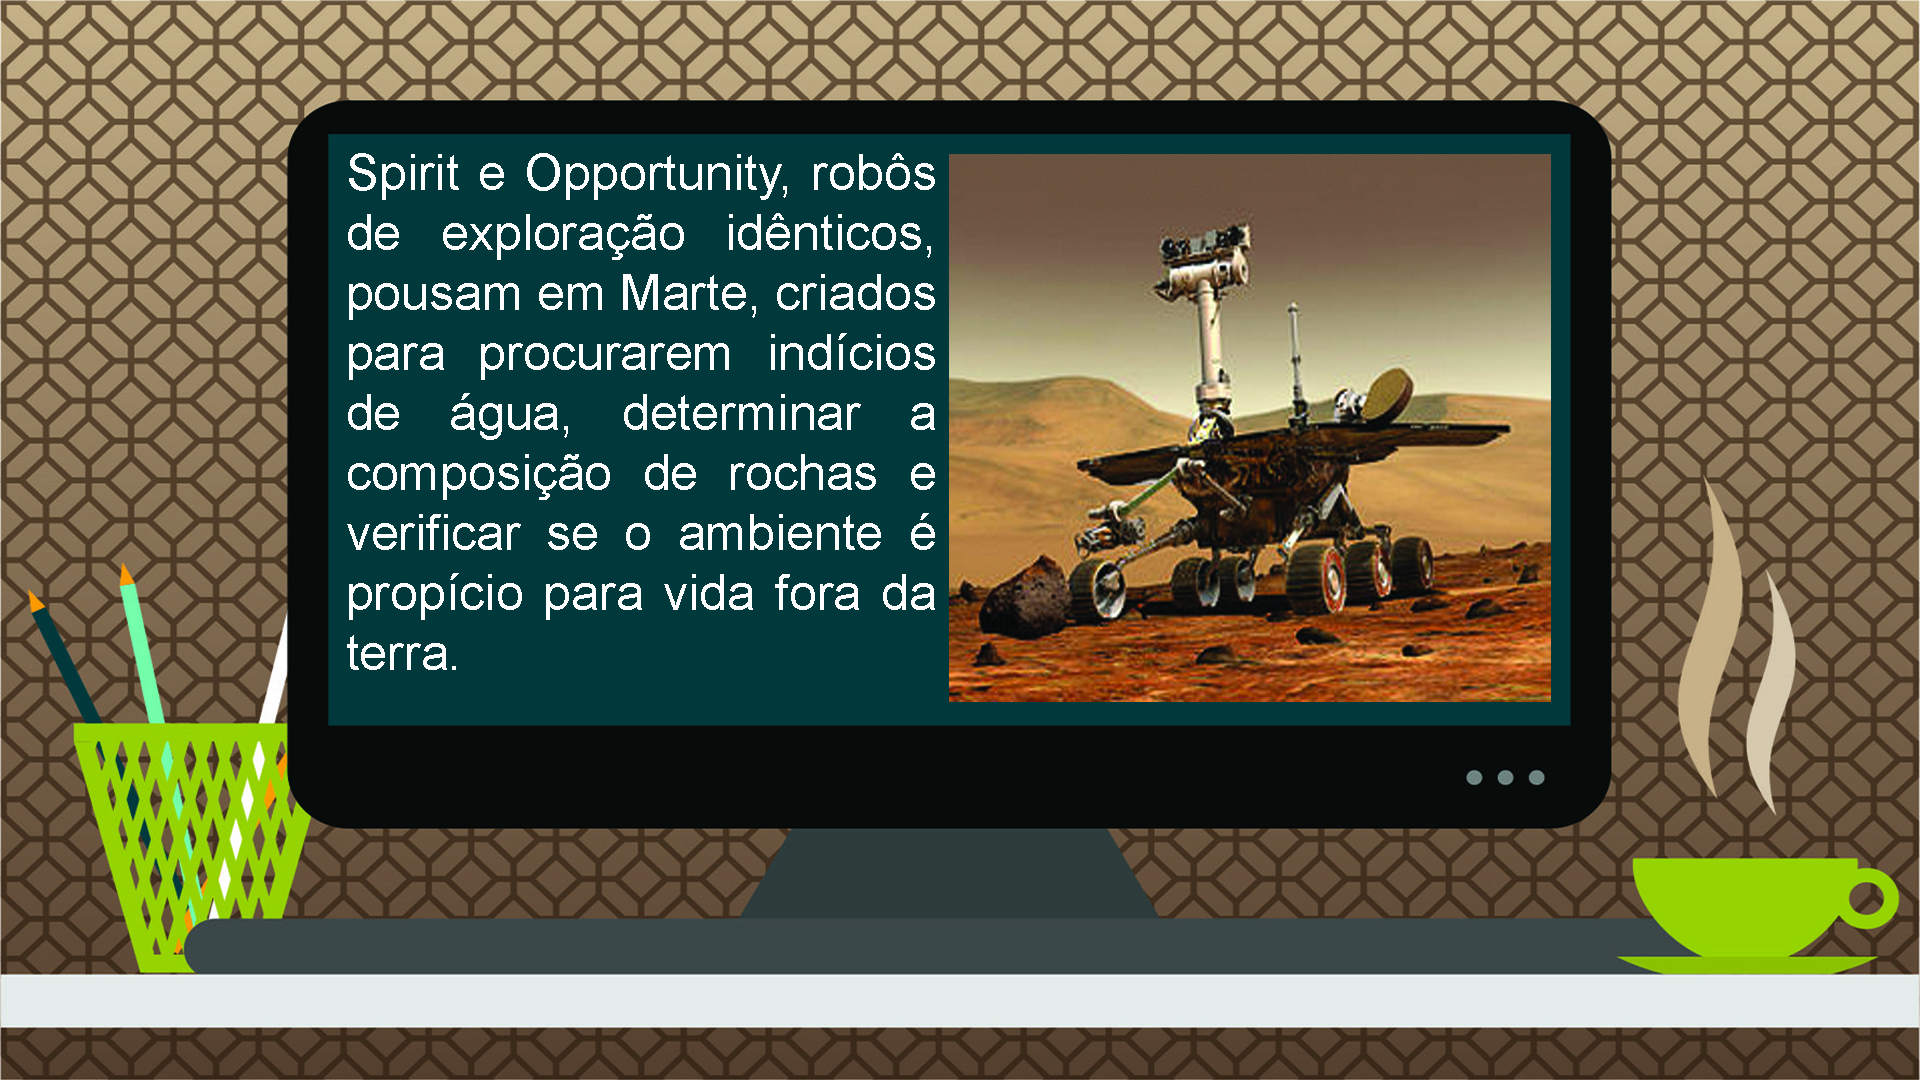 Spirit e Opportunity, robôs
de exploração idênticos,
pousam em Marte, criados
para procurarem indícios
de água, determinar a
composição de rochas e
verificar se o ambiente é
propício para vida fora da
terra.